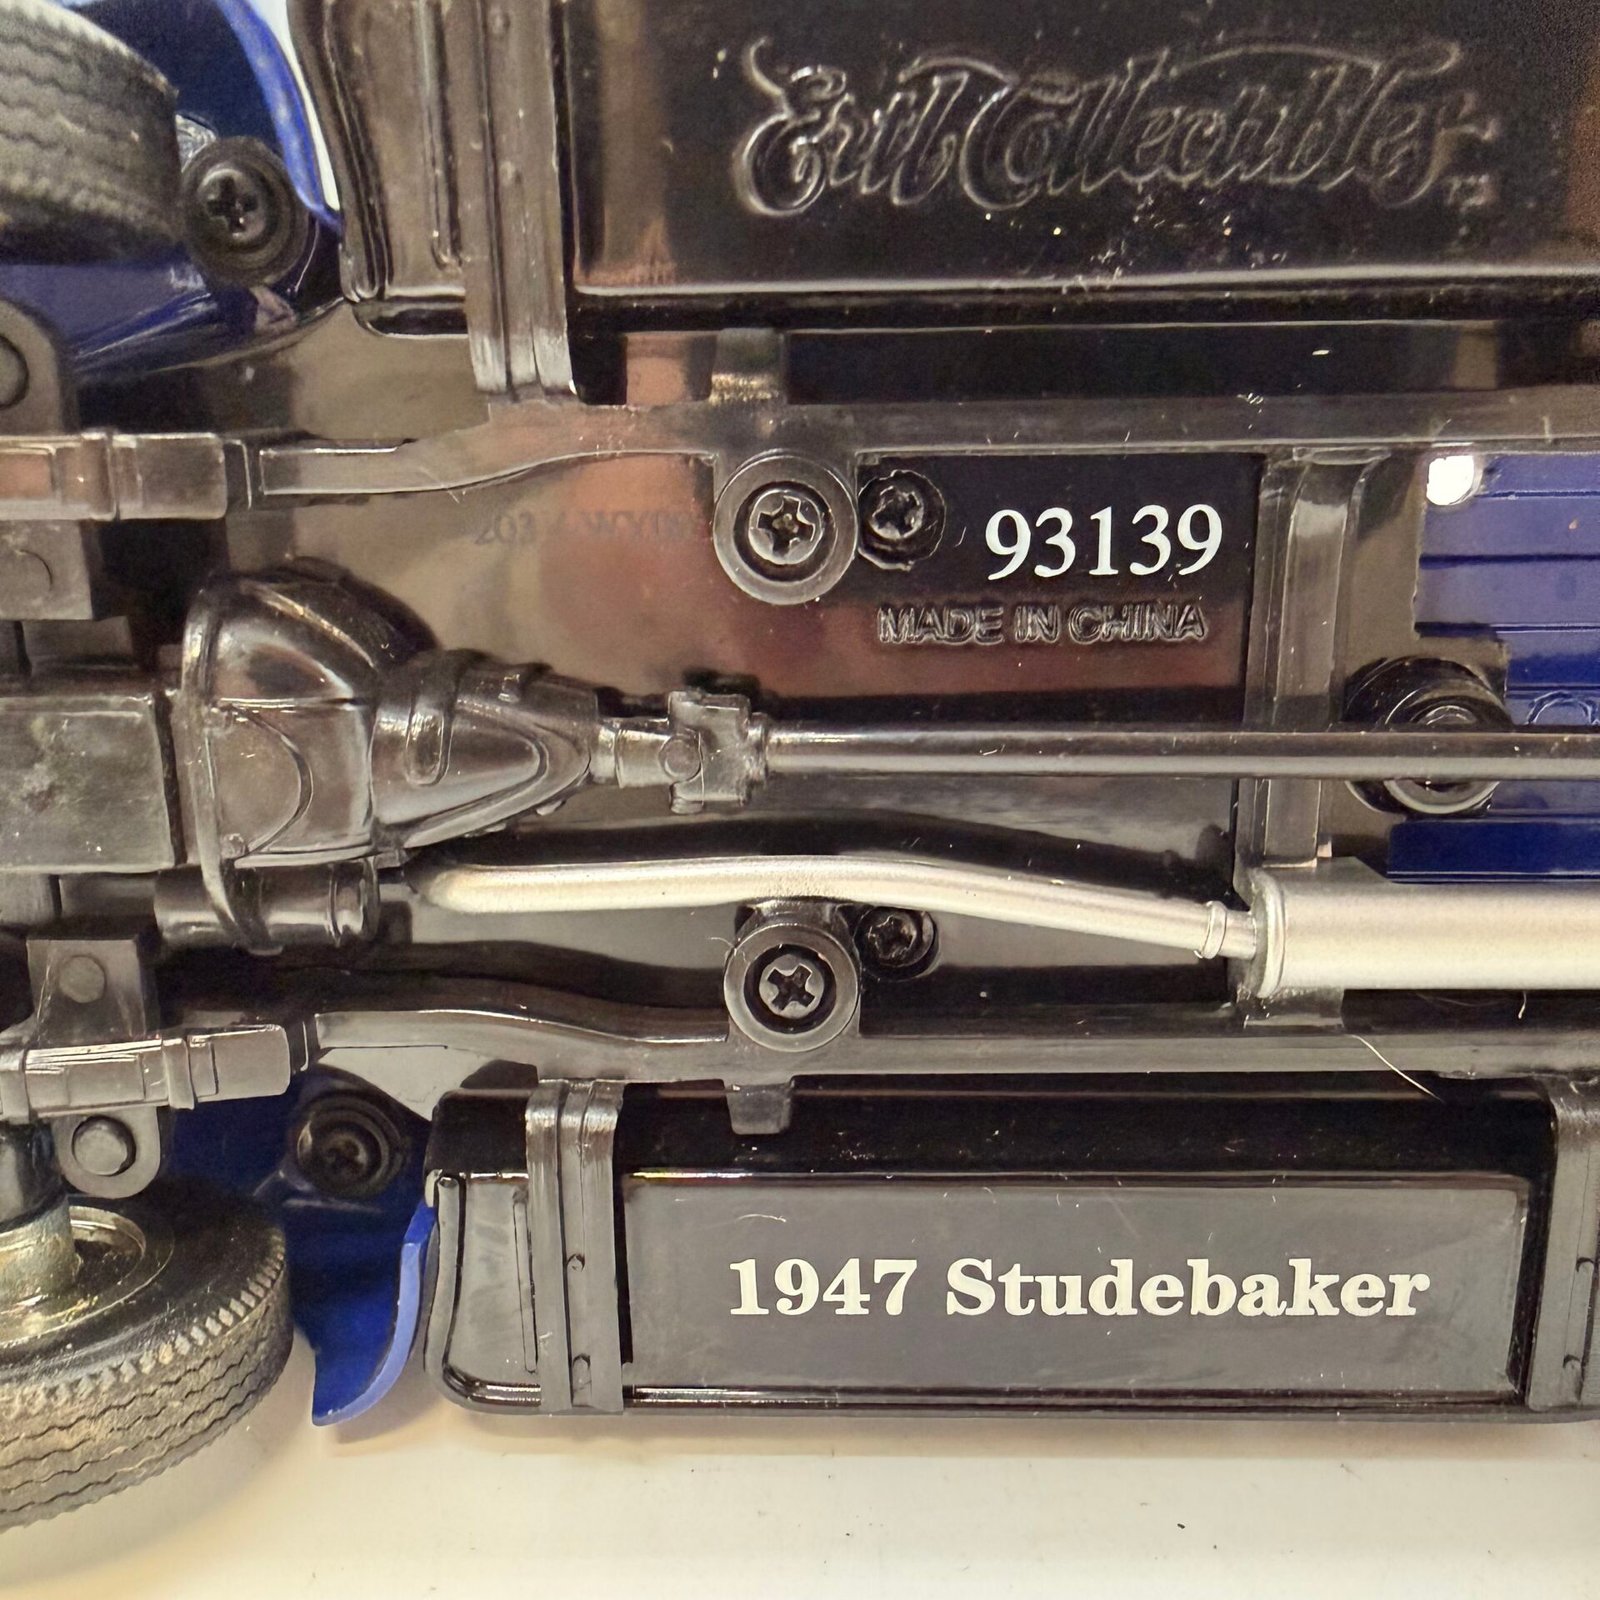 Ertl Collectibles
93139
MADE IN CHINA
1947 Studebaker